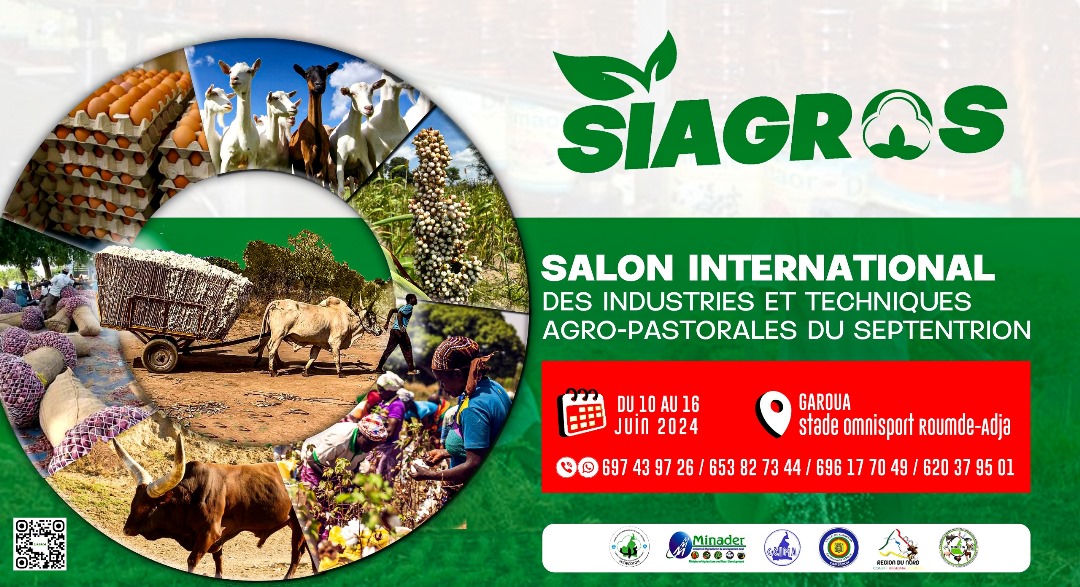 SIAGROS
SALON INTERNATIONAL
DES INDUSTRIES ET TECHNIQUES
AGRO-PASTORALES DU SEPTENTRION
DU 10 AU 16
Juin 2024
GAROUA
stade omnisport Roumde-Adja
697 43 97 26 / 653 82 73 44 / 696 17 70 49 / 620 37 95 01
Minader
REGION DU NORD